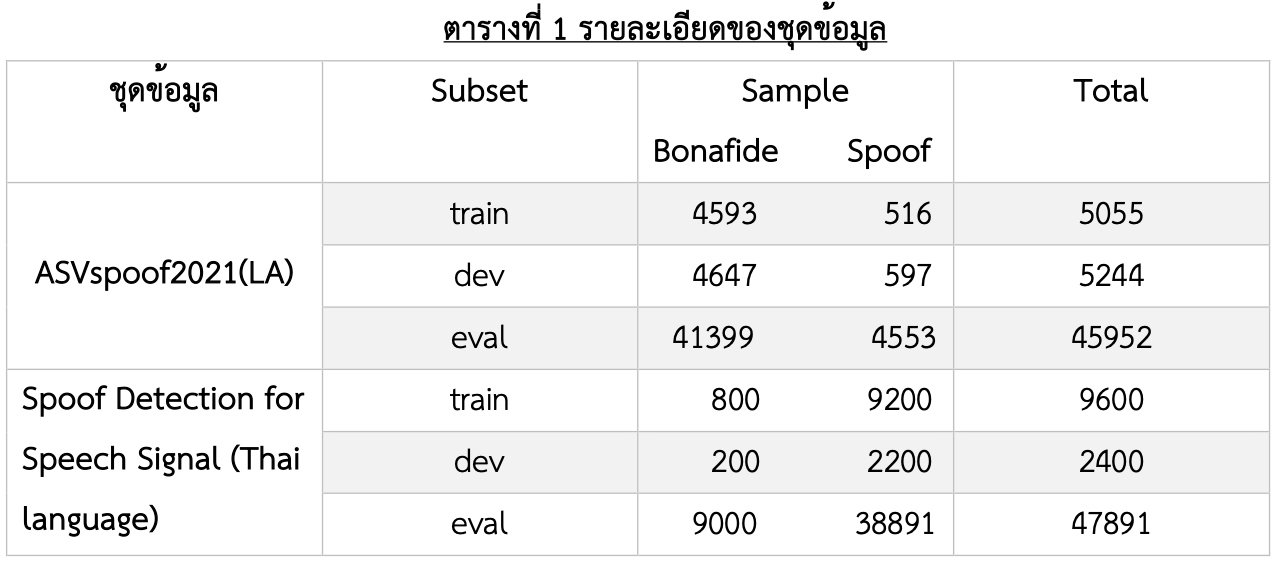 ตารางที่ 1 รายละเอียดของชุดข้อมูล
ชุดข้อมูล Subset Sample Total
Bonafide Spoof
ASVspoof2021(LA)
train 4593 516 5055
dev 4647 597 5244
eval 41399 4553 45952
Spoof Detection for
Speech Signal (Thai
language)
train 800 9200 9600
dev 200 2200 2400
eval 9000 38891 47891